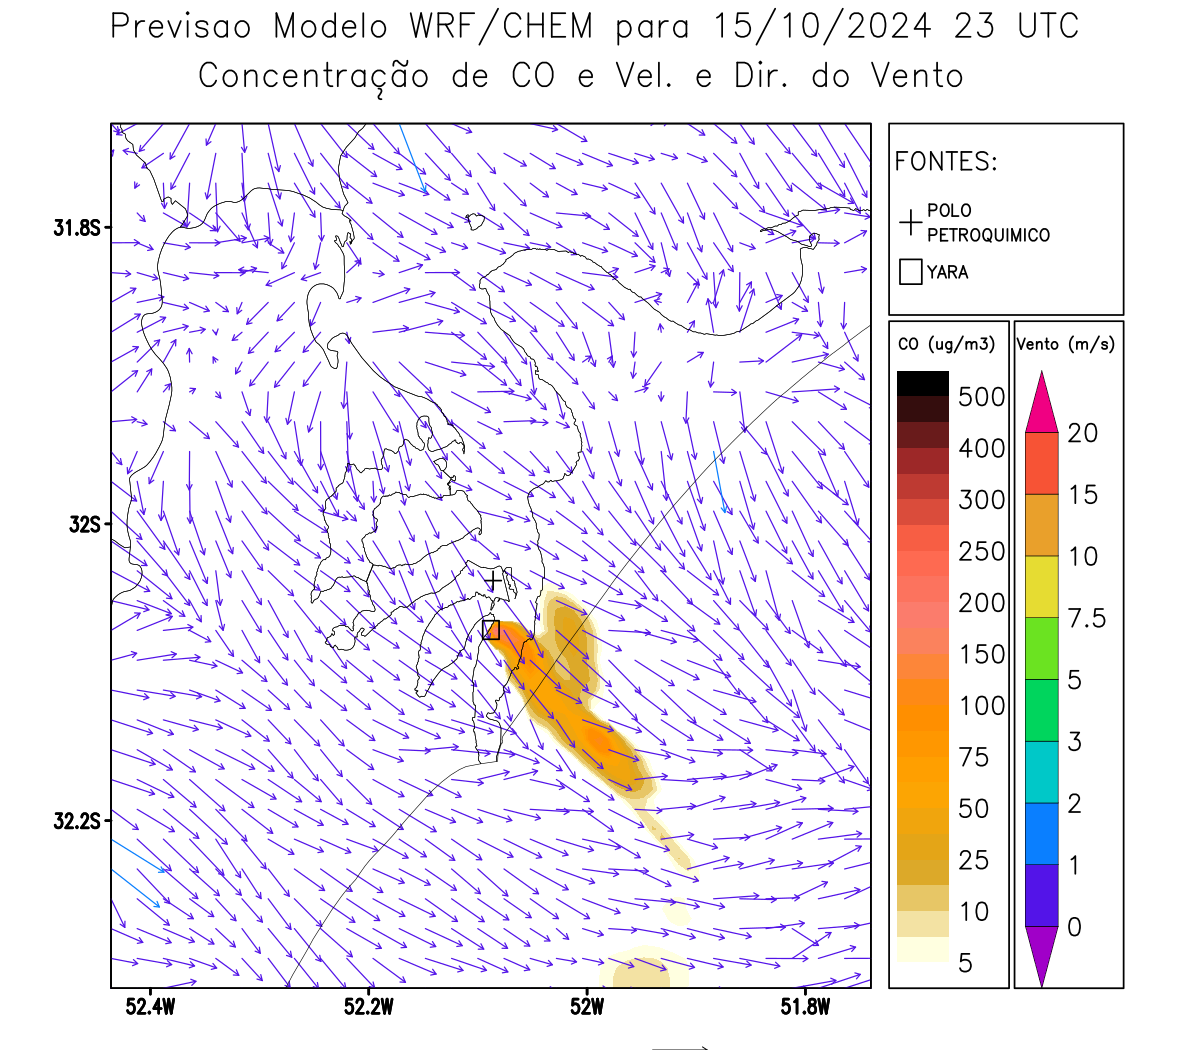 Previsao Modelo WRF/CHEM para 15/10/2024 23 UTC
Concentração de CO e Vel. e Dir. do Vento
FONTES:
POLO
PETROQUIMICO
YARA
CO (ug/m3)
500
400
300
250
200
150
100
75
50
25
10
5
Vento (m/s)
20
15
10
7.5
5
3
2
1
0
31.8S
32S
32.2S
52.4W
52.2W
52W
51.8W